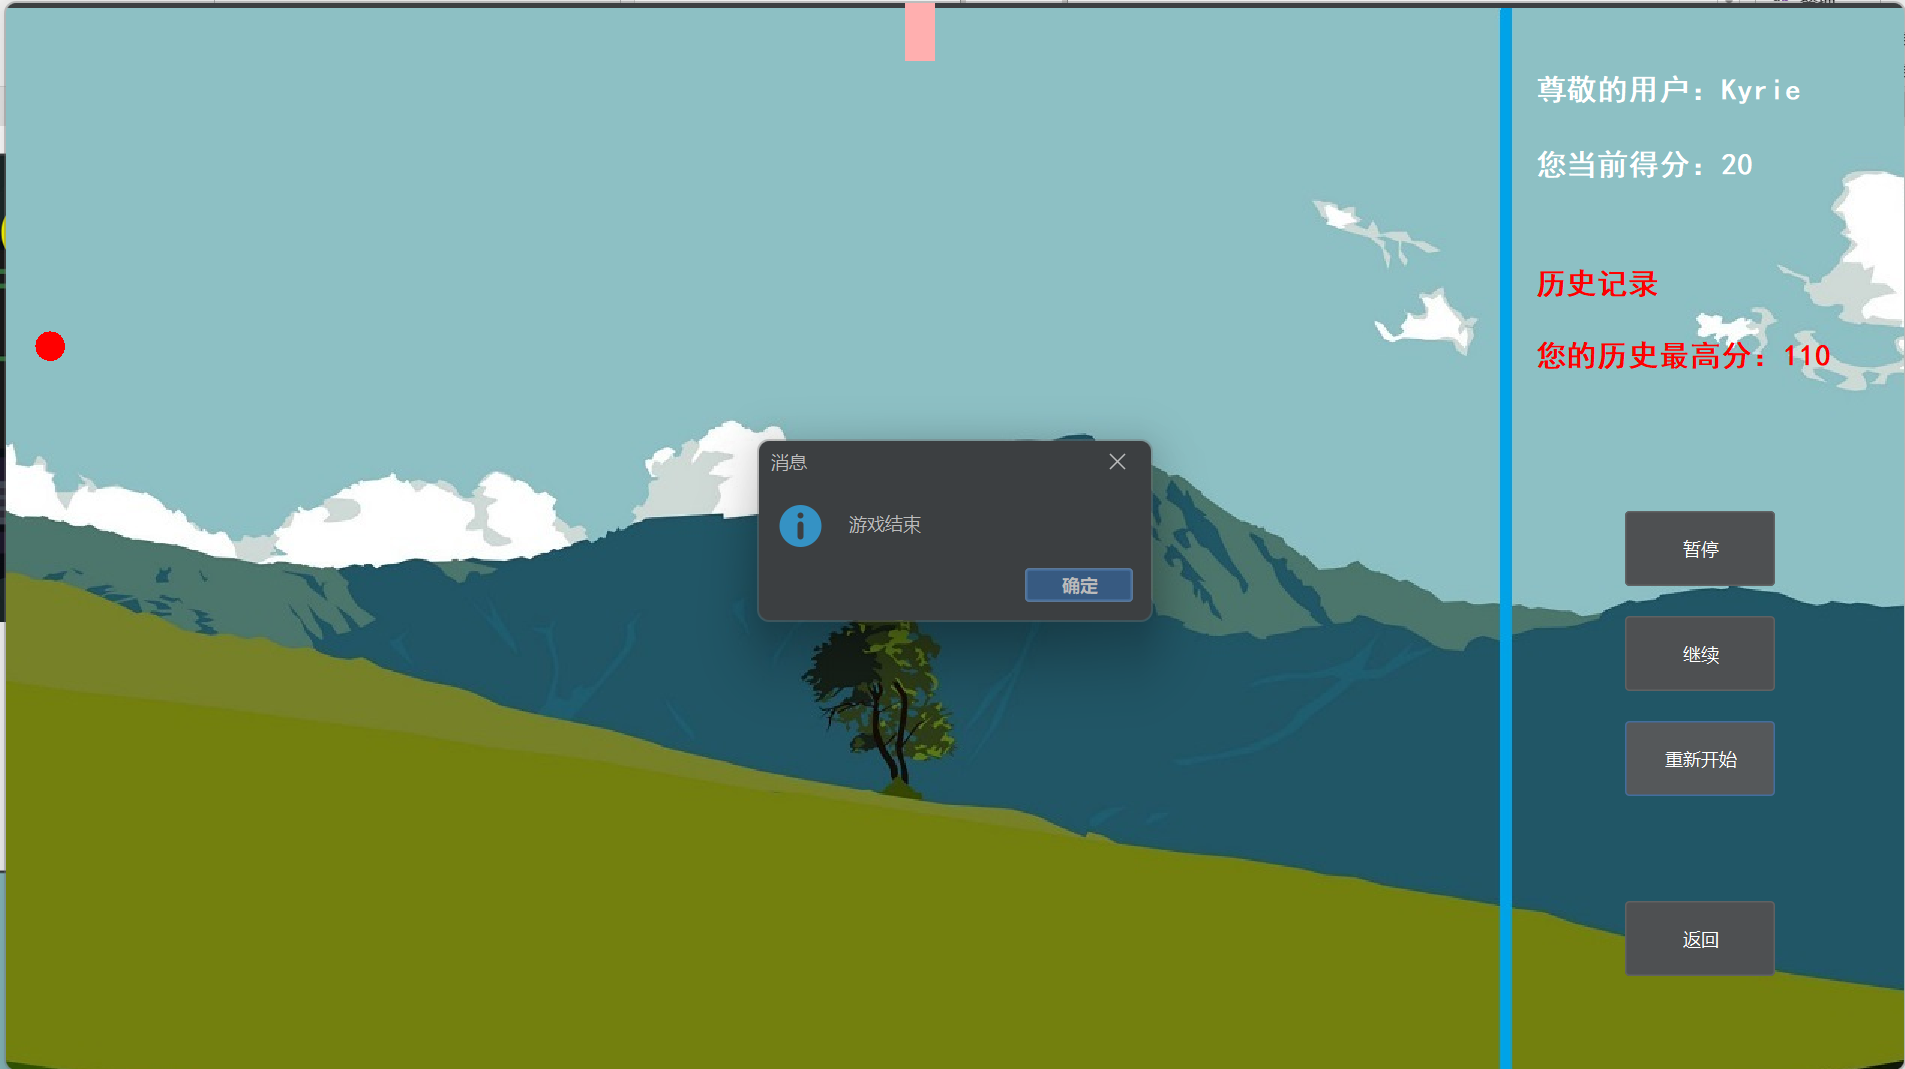 尊敬的用户：Kyrie
您当前得分：20
历史记录
您的历史最高分：110
消息
游戏结束
确定
暂停
继续
重新开始
返回